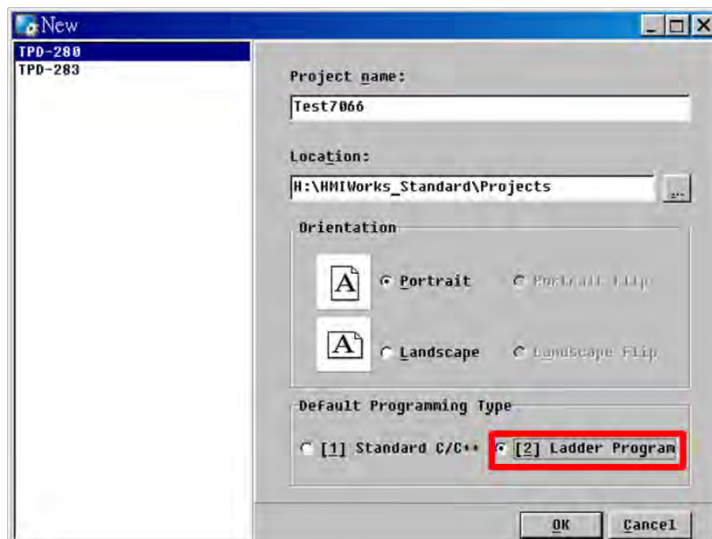 New
TPD-280
TPD-283
Project name:
Test7066
Location:
H:\HMIWorks_Standard\Projects
...
Orientation
A
Portrait
Portrait Flip
A
Landscape
Landscape Flip
Default Programming Type
[1] Standard C/C++
[2] Ladder Program
OK
Cancel